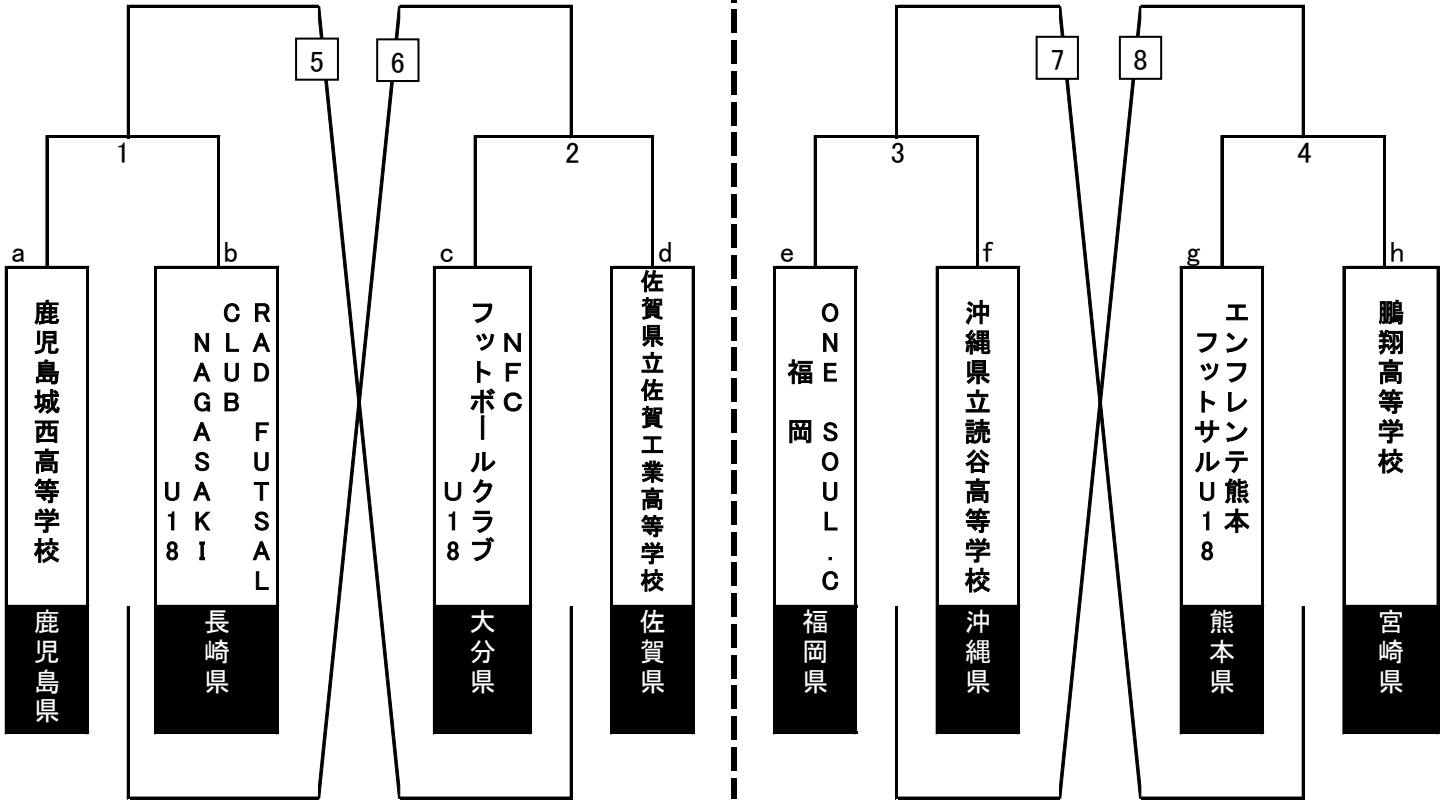 5
6
7
8
1
2
3
4
a
b
c
d
e
f
g
h
鹿児島城西高等学校
RAD FUTSAL
CLUB
NAGASAKI
U18
NFC
フットボールクラブ
U18
佐賀県立佐賀工業高等学校
ONE SOUL.C
福岡
沖縄県立読谷高等学校
エンフレンテ熊本
フットサルU18
鵬翔高等学校
鹿児島県
長崎県
大分県
佐賀県
福岡県
沖縄県
熊本県
宮崎県